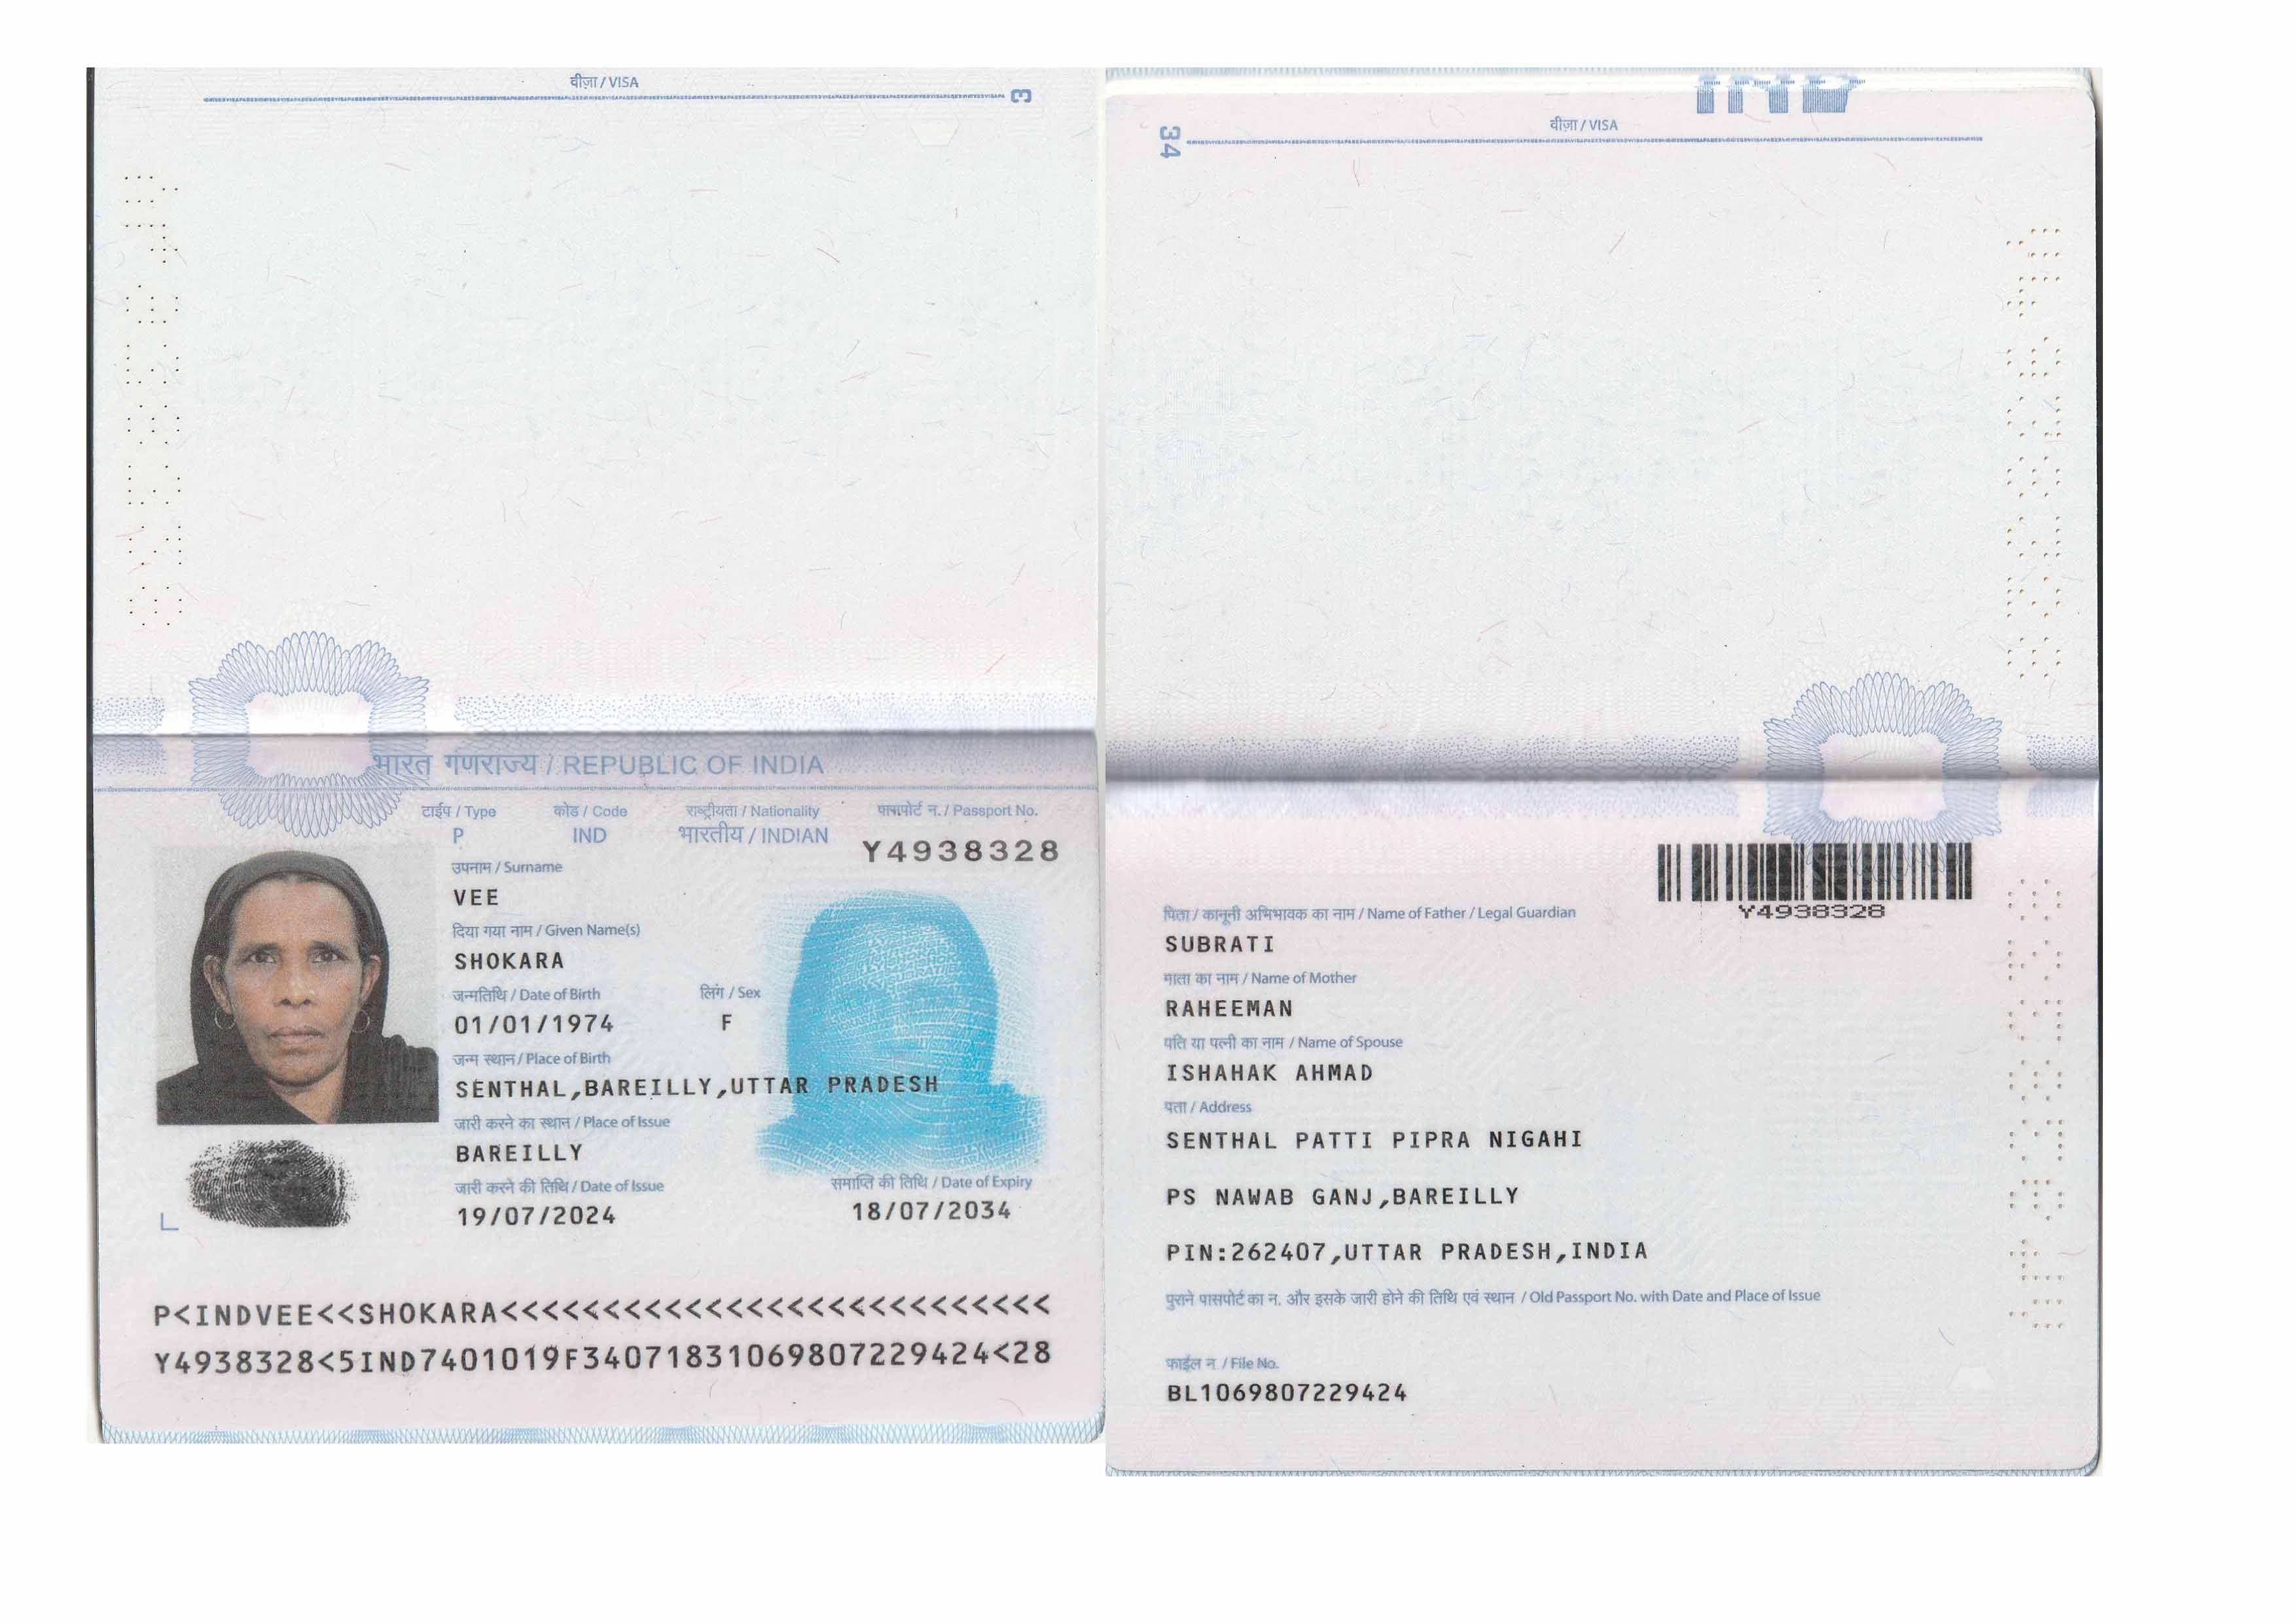 वीज़ा / VISA
3
भारत गणराज्य / REPUBLIC OF INDIA
टाईप / Type
कोड / Code
राष्ट्रीयता / Nationality
पासपोर्ट न. / Passport No.
P
IND
भारतीय / INDIAN
Y4938328
उपनाम / Surname
VEE
दिया गया नाम / Given Name(s)
SHOKARA
जन्मतिथि / Date of Birth
लिंग / Sex
01/01/1974
F
जन्म स्थान / Place of Birth
SENTHAL,BAREILLY,UTTAR PRADESH
जारी करने का स्थान / Place of Issue
BAREILLY
जारी करने की तिथि / Date of Issue
समाप्ति की तिथि / Date of Expiry
19/07/2024
18/07/2034
L
P<INDVEE<<SHOKARA<<<<<<<<<<<<<<<<<<<<<<<<<<<
Y4938328<5IND7401019F34071831069807229424<28
IND
वीज़ा / VISA
34
Y4938328
पिता / कानूनी अभिभावक का नाम / Name of Father / Legal Guardian
SUBRATI
माता का नाम / Name of Mother
RAHEEMAN
पति या पत्नी का नाम / Name of Spouse
ISHAHAK AHMAD
पता / Address
SENTHAL PATTI PIPRA NIGAHI
PS NAWAB GANJ,BAREILLY
PIN:262407,UTTAR PRADESH,INDIA
पुराने पासपोर्ट का न. और इसके जारी होने की तिथि एवं स्थान / Old Passport No. with Date and Place of Issue
फाईल न. / File No.
BL1069807229424